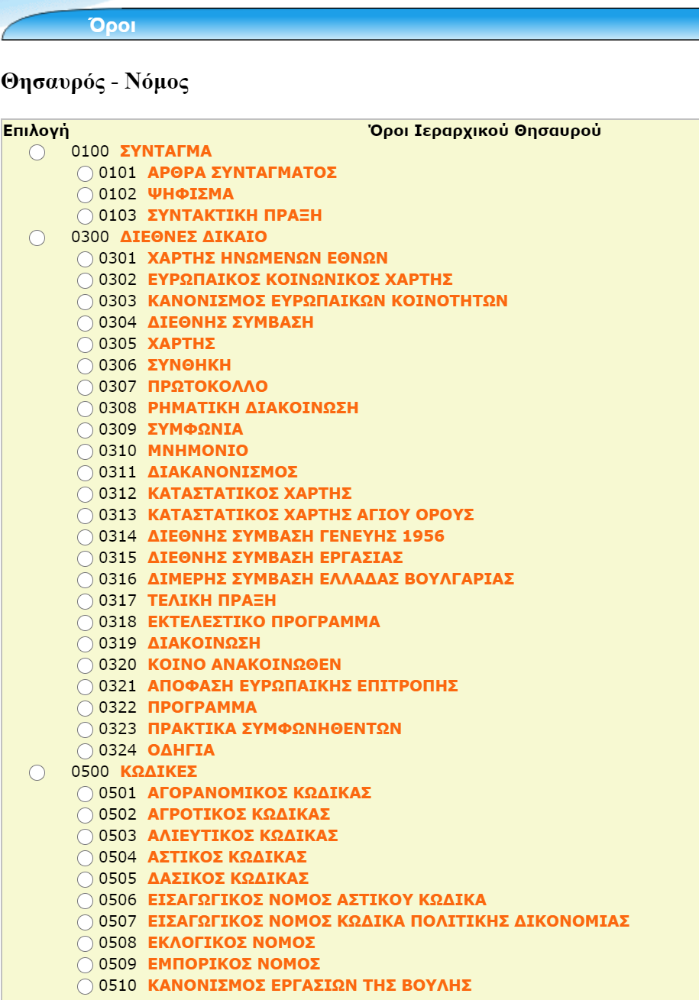 Όροι
Θησαυρός - Νόμος
Επιλογή Όροι Ιεραρχικού Θησαυρού
0100 ΣΥΝΤΑΓΜΑ
0101 ΑΡΘΡΑ ΣΥΝΤΑΓΜΑΤΟΣ
0102 ΨΗΦΙΣΜΑ
0103 ΣΥΝΤΑΚΤΙΚΗ ΠΡΑΞΗ
0300 ΔΙΕΘΝΕΣ ΔΙΚΑΙΟ
0301 ΧΑΡΤΗΣ ΗΝΩΜΕΝΩΝ ΕΘΝΩΝ
0302 ΕΥΡΩΠΑΙΚΟΣ ΚΟΙΝΩΝΙΚΟΣ ΧΑΡΤΗΣ
0303 ΚΑΝΟΝΙΣΜΟΣ ΕΥΡΩΠΑΙΚΩΝ ΚΟΙΝΟΤΗΤΩΝ
0304 ΔΙΕΘΝΗΣ ΣΥΜΒΑΣΗ
0305 ΧΑΡΤΗΣ
0306 ΣΥΝΘΗΚΗ
0307 ΠΡΩΤΟΚΟΛΛΟ
0308 ΡΗΜΑΤΙΚΗ ΔΙΑΚΟΙΝΩΣΗ
0309 ΣΥΜΦΩΝΙΑ
0310 ΜΝΗΜΟΝΙΟ
0311 ΔΙΑΚΑΝΟΝΙΣΜΟΣ
0312 ΚΑΤΑΣΤΑΤΙΚΟΣ ΧΑΡΤΗΣ
0313 ΚΑΤΑΣΤΑΤΙΚΟΣ ΧΑΡΤΗΣ ΑΓΙΟΥ ΟΡΟΥΣ
0314 ΔΙΕΘΝΗΣ ΣΥΜΒΑΣΗ ΓΕΝΕΥΗΣ 1956
0315 ΔΙΕΘΝΗΣ ΣΥΜΒΑΣΗ ΕΡΓΑΣΙΑΣ
0316 ΔΙΜΕΡΗΣ ΣΥΜΒΑΣΗ ΕΛΛΑΔΑΣ ΒΟΥΛΓΑΡΙΑΣ
0317 ΤΕΛΙΚΗ ΠΡΑΞΗ
0318 ΕΚΤΕΛΕΣΤΙΚΟ ΠΡΟΓΡΑΜΜΑ
0319 ΔΙΑΚΟΙΝΩΣΗ
0320 ΚΟΙΝΟ ΑΝΑΚΟΙΝΩΘΕΝ
0321 ΑΠΟΦΑΣΗ ΕΥΡΩΠΑΙΚΗΣ ΕΠΙΤΡΟΠΗΣ
0322 ΠΡΟΓΡΑΜΜΑ
0323 ΠΡΑΚΤΙΚΑ ΣΥΜΦΩΝΗΘΕΝΤΩΝ
0324 ΟΔΗΓΙΑ
0500 ΚΩΔΙΚΕΣ
0501 ΑΓΟΡΑΝΟΜΙΚΟΣ ΚΩΔΙΚΑΣ
0502 ΑΓΡΟΤΙΚΟΣ ΚΩΔΙΚΑΣ
0503 ΑΛΙΕΥΤΙΚΟΣ ΚΩΔΙΚΑΣ
0504 ΑΣΤΙΚΟΣ ΚΩΔΙΚΑΣ
0505 ΔΑΣΙΚΟΣ ΚΩΔΙΚΑΣ
0506 ΕΙΣΑΓΩΓΙΚΟΣ ΝΟΜΟΣ ΑΣΤΙΚΟΥ ΚΩΔΙΚΑ
0507 ΕΙΣΑΓΩΓΙΚΟΣ ΝΟΜΟΣ ΚΩΔΙΚΑ ΠΟΛΙΤΙΚΗΣ ΔΙΚΟΝΟΜΙΑΣ
0508 ΕΚΛΟΓΙΚΟΣ ΝΟΜΟΣ
0509 ΕΜΠΟΡΙΚΟΣ ΝΟΜΟΣ
0510 ΚΑΝΟΝΙΣΜΟΣ ΕΡΓΑΣΙΩΝ ΤΗΣ ΒΟΥΛΗΣ